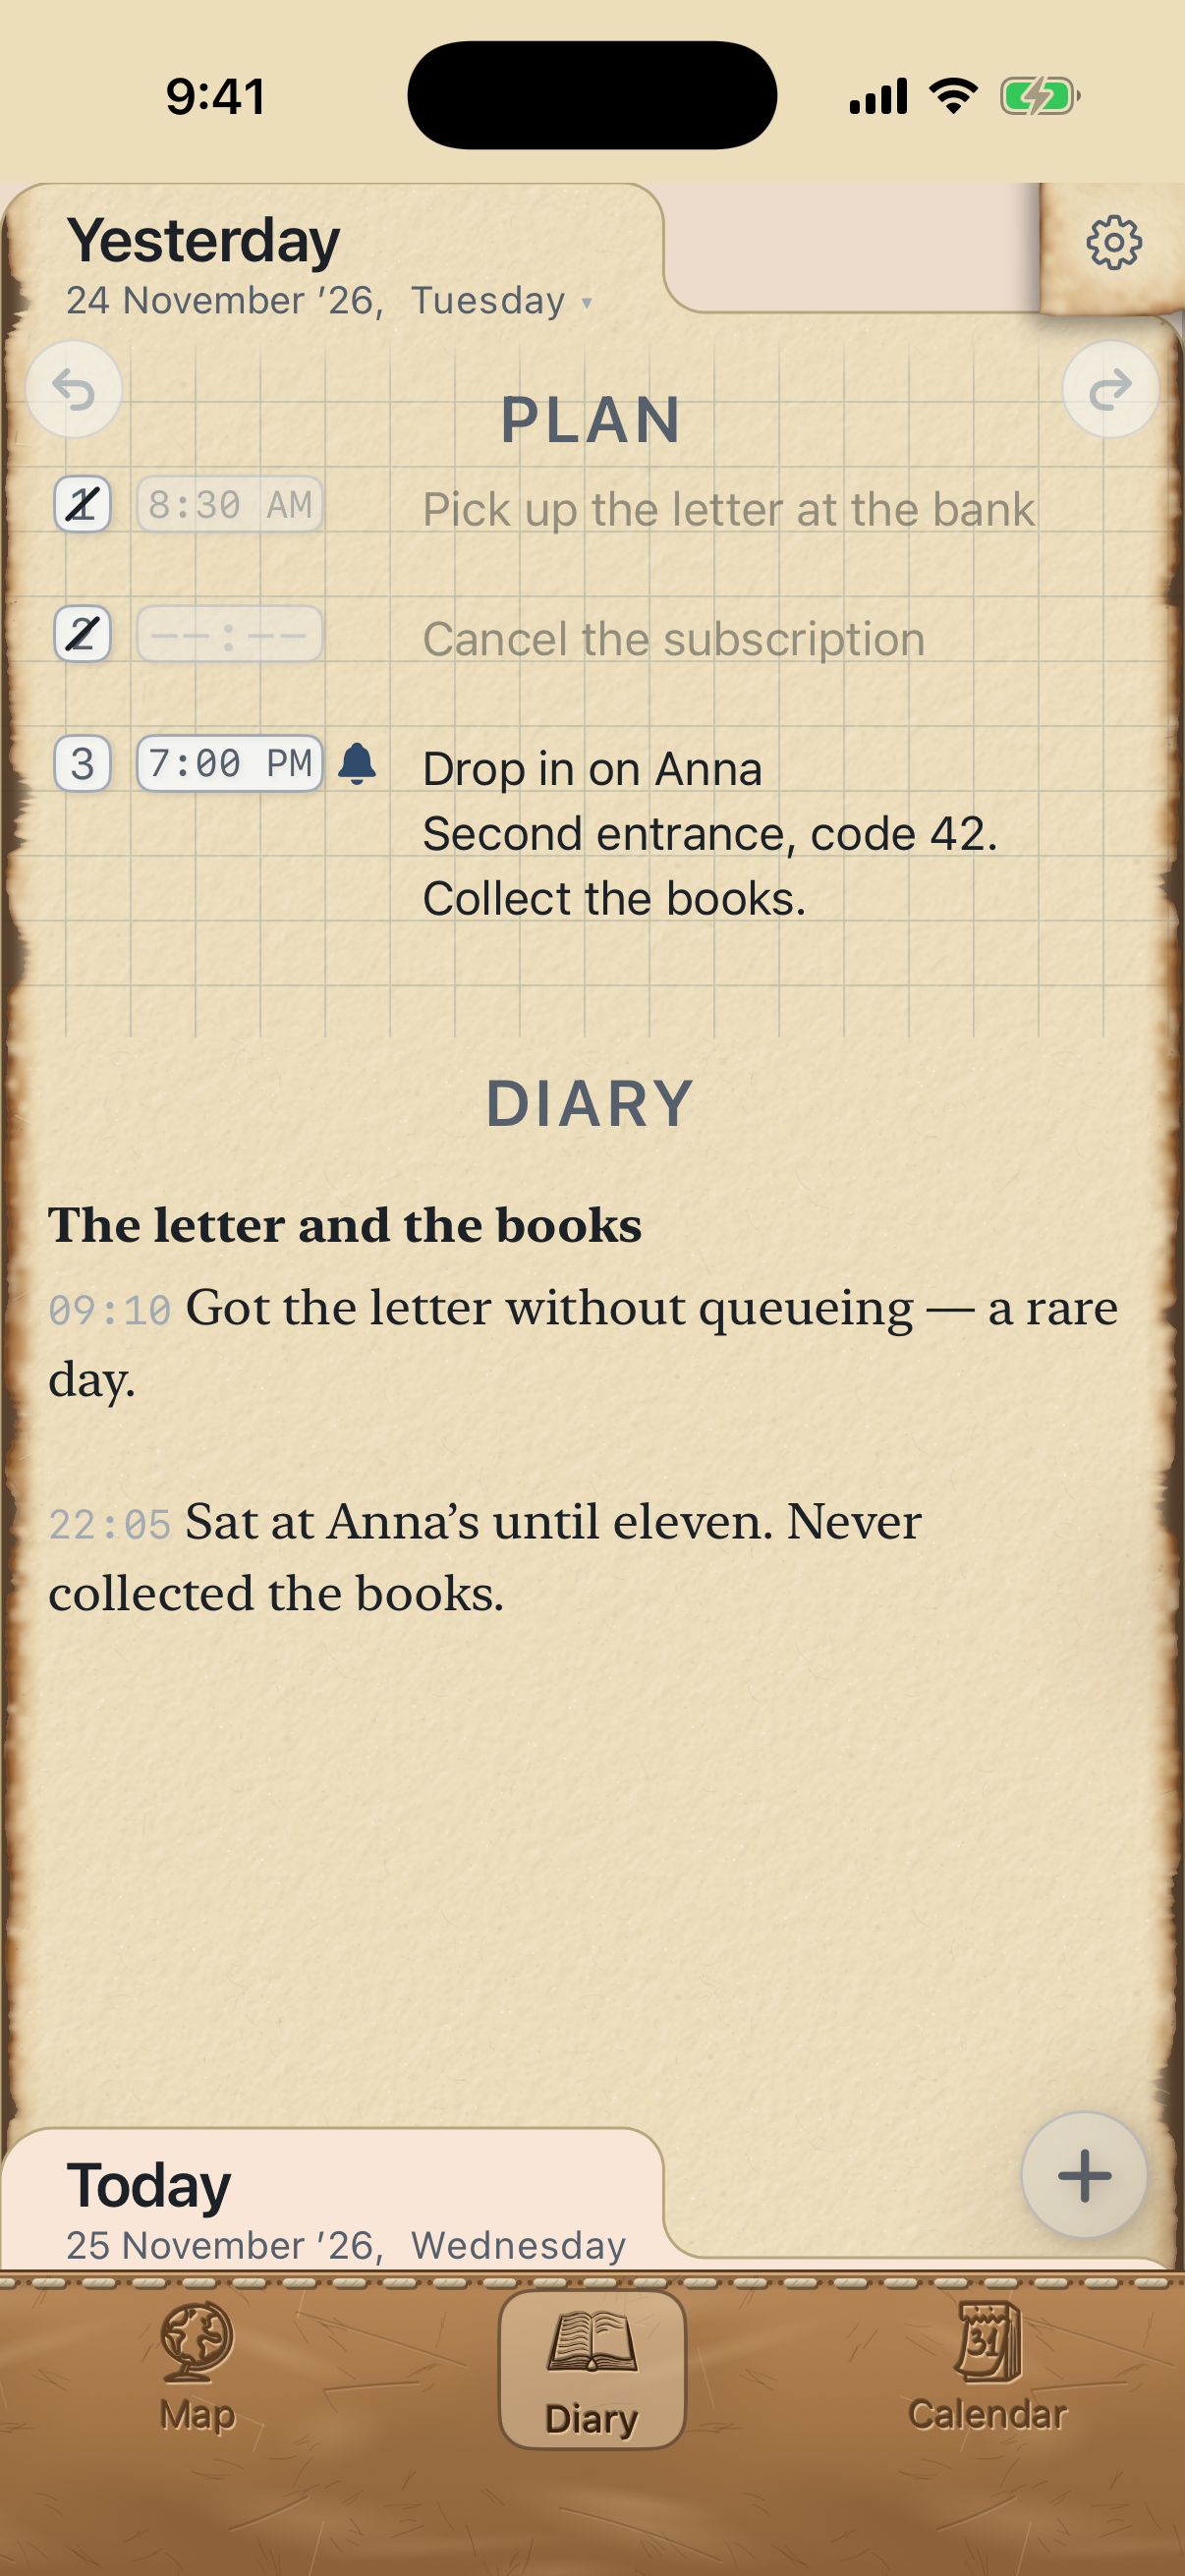 9:41
Yesterday
24 November ’26, Tuesday ▾
PLAN
1 8:30 AM Pick up the letter at the bank
2 --:-- Cancel the subscription
3 7:00 PM Drop in on Anna
Second entrance, code 42.
Collect the books.
DIARY
The letter and the books
09:10 Got the letter without queueing — a rare
day.
22:05 Sat at Anna’s until eleven. Never
collected the books.
Today
25 November ’26, Wednesday
31
Map
Diary
Calendar